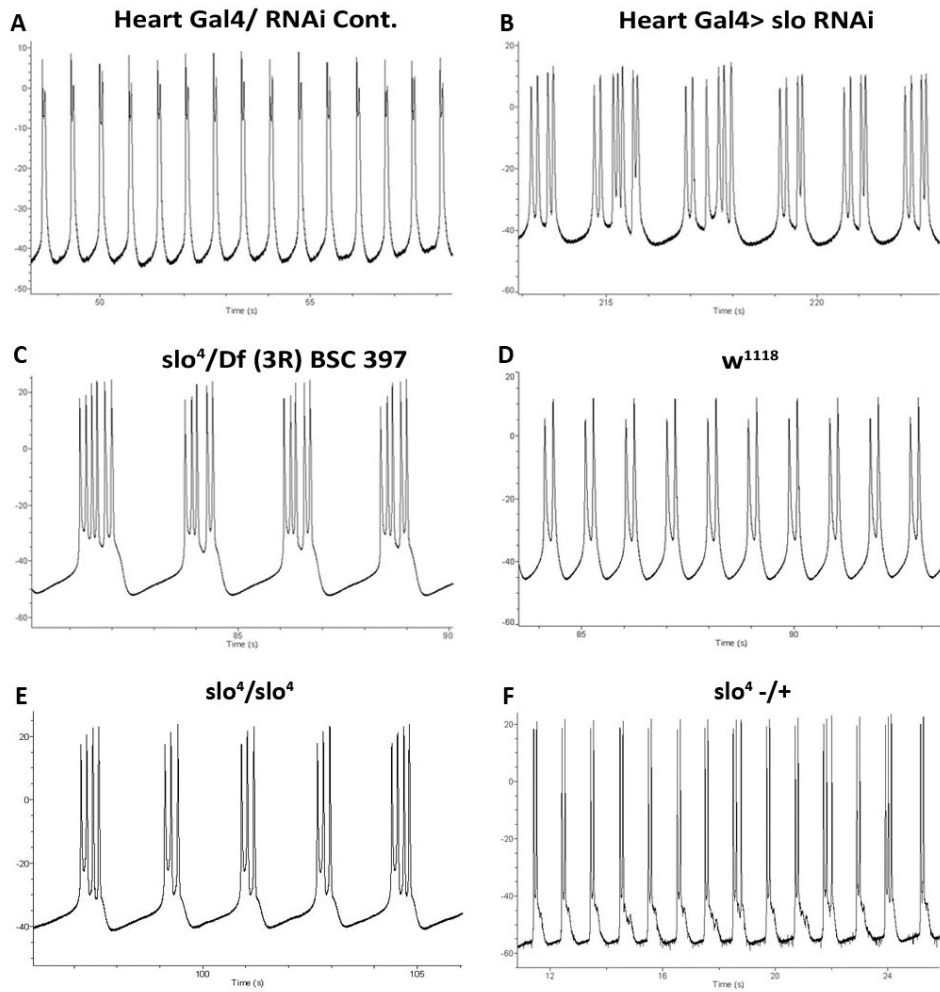 A Heart Gal4/ RNAi Cont.
10
0
-10
-20
-30
-40
-50
50 55
Time (s)
B Heart Gal4> slo RNAi
20
0
-20
-40
-60
215 220
Time (s)
C slo⁴/Df (3R) BSC 397
20
0
-20
-40
-60
85 90
Time (s)
D w¹¹¹⁸
20
0
-20
-40
-60
85 90
Time (s)
E slo⁴/slo⁴
20
0
-20
-40
100 105
Time (s)
F slo⁴ -/+
20
0
-20
-40
-60
12 16 20 24
Time (s)